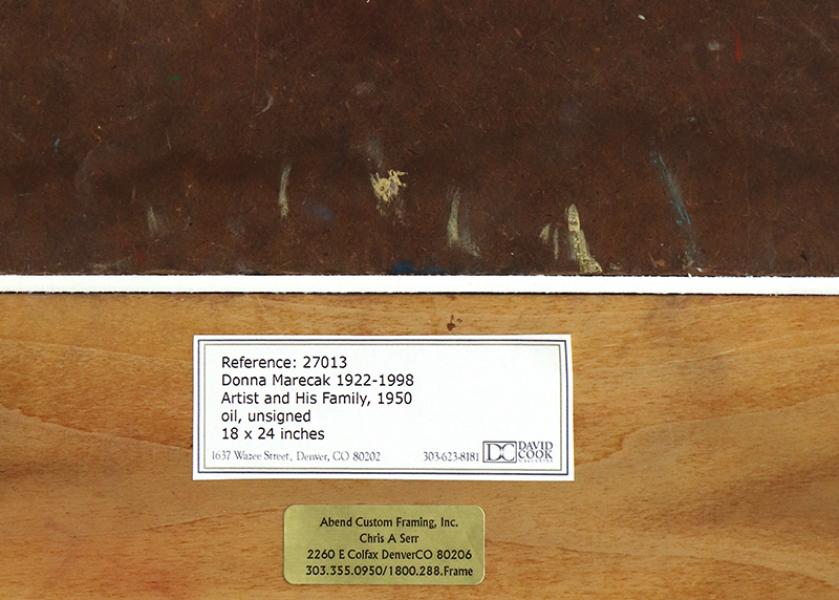 Reference: 27013
Donna Marecak 1922-1998
Artist and His Family, 1950
oil, unsigned
18 x 24 inches
1637 Wazee Street, Denver, CO 80202 303-623-8181 DC DAVID
COOK
Abend Custom Framing, Inc.
Chris A Serr
2260 E Colfax DenverCO 80206
303.355.0950/1800.288.Frame